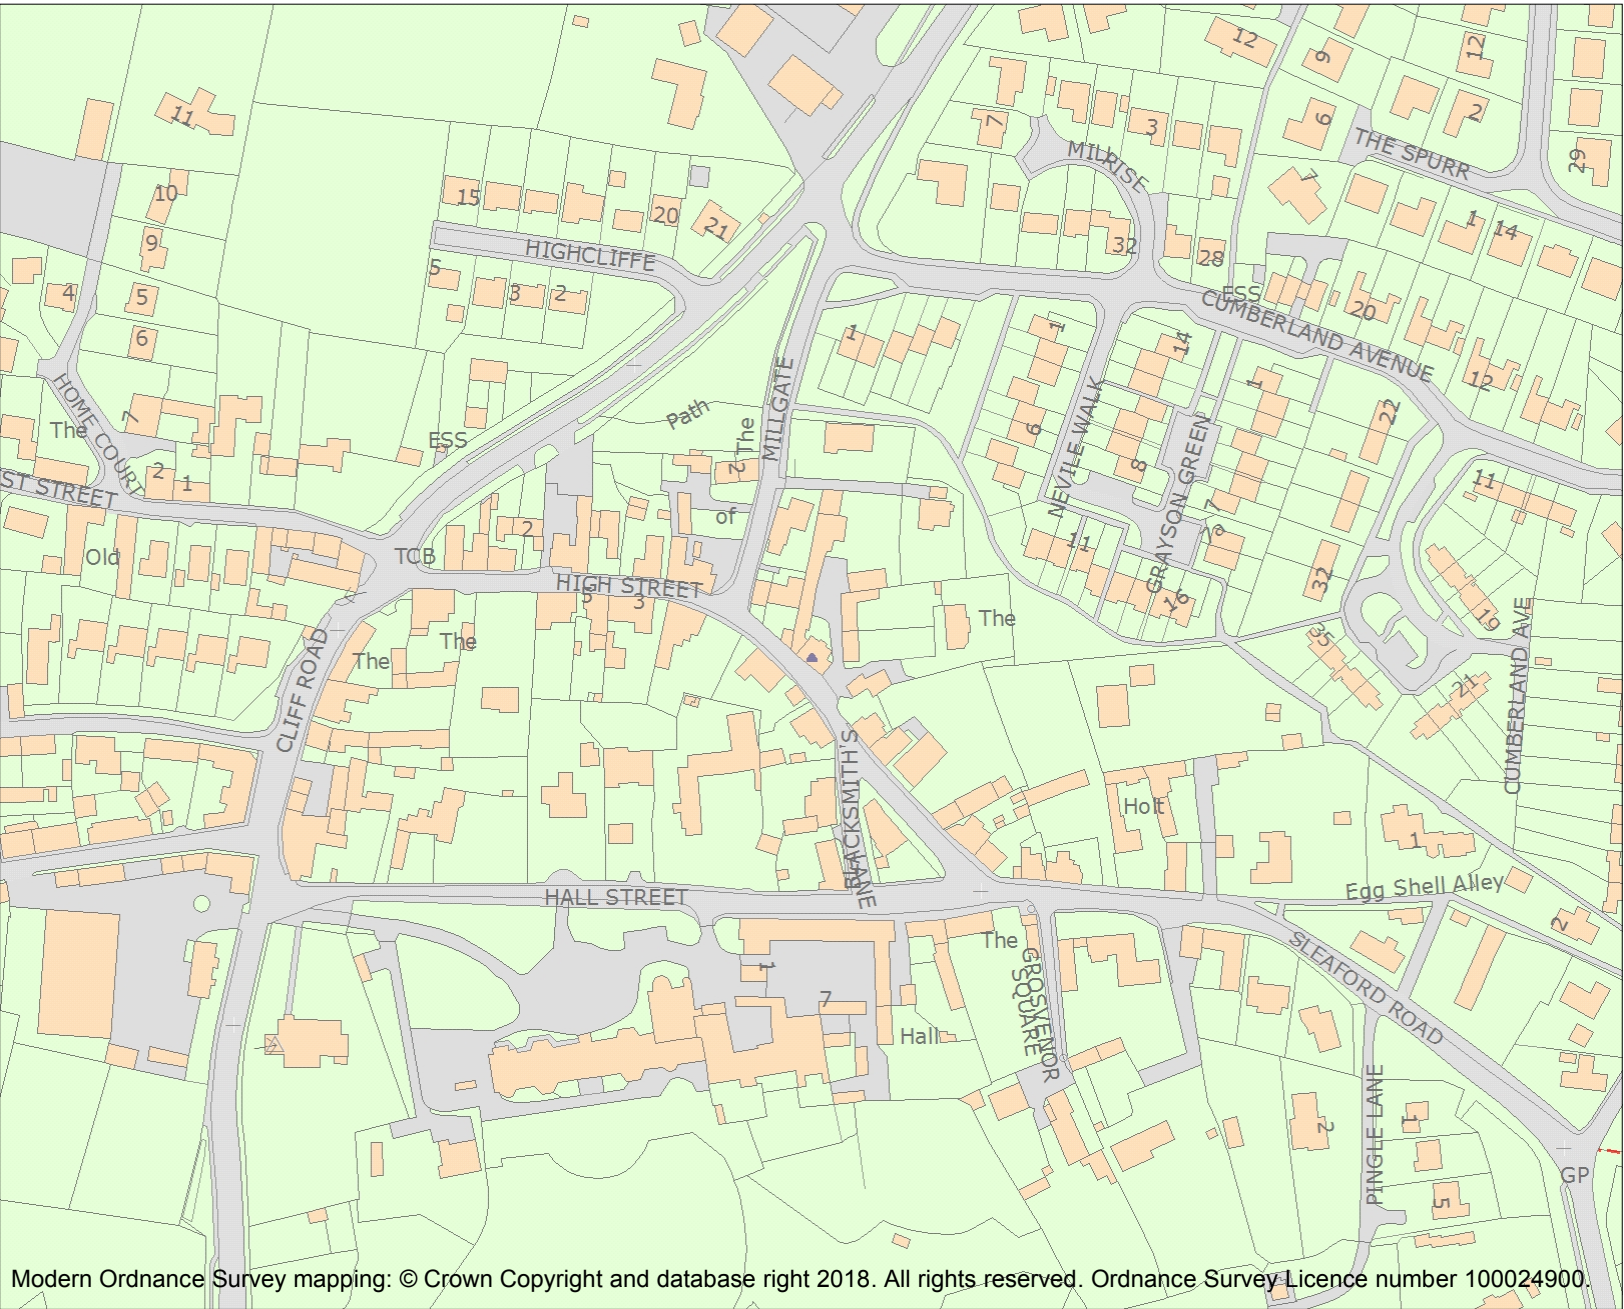 12
9
12
11
7
3
6
2
MILL RISE
THE SPURR
29
10
15
7
20
21
1
14
9
32
28
HIGHCLIFFE
5
4
5
3
2
ESS
20
CUMBERLAND AVENUE
6
1
1
14
MILLGATE
12
1
HOME COURT
7
Path
NEVILE WALK
22
The
The
6
GRAYSON GREEN
ESS
2
8
2
1
11
ST STREET
7
of
2
Old
TCB
11
HIGH STREET
32
5
3
16
The
19
CUMBERLAND AVE
35
The
The
CLIFF ROAD
21
BLACKSMITH'S
LANE
Holt
1
HALL STREET
Egg Shell Alley
2
The
GROSVENOR
SQUARE
SLEAFORD ROAD
1
7
Hall
PINGLE LANE
1
2
GP
5
Modern Ordnance Survey mapping: © Crown Copyright and database right 2018. All rights reserved. Ordnance Survey Licence number 100024900.